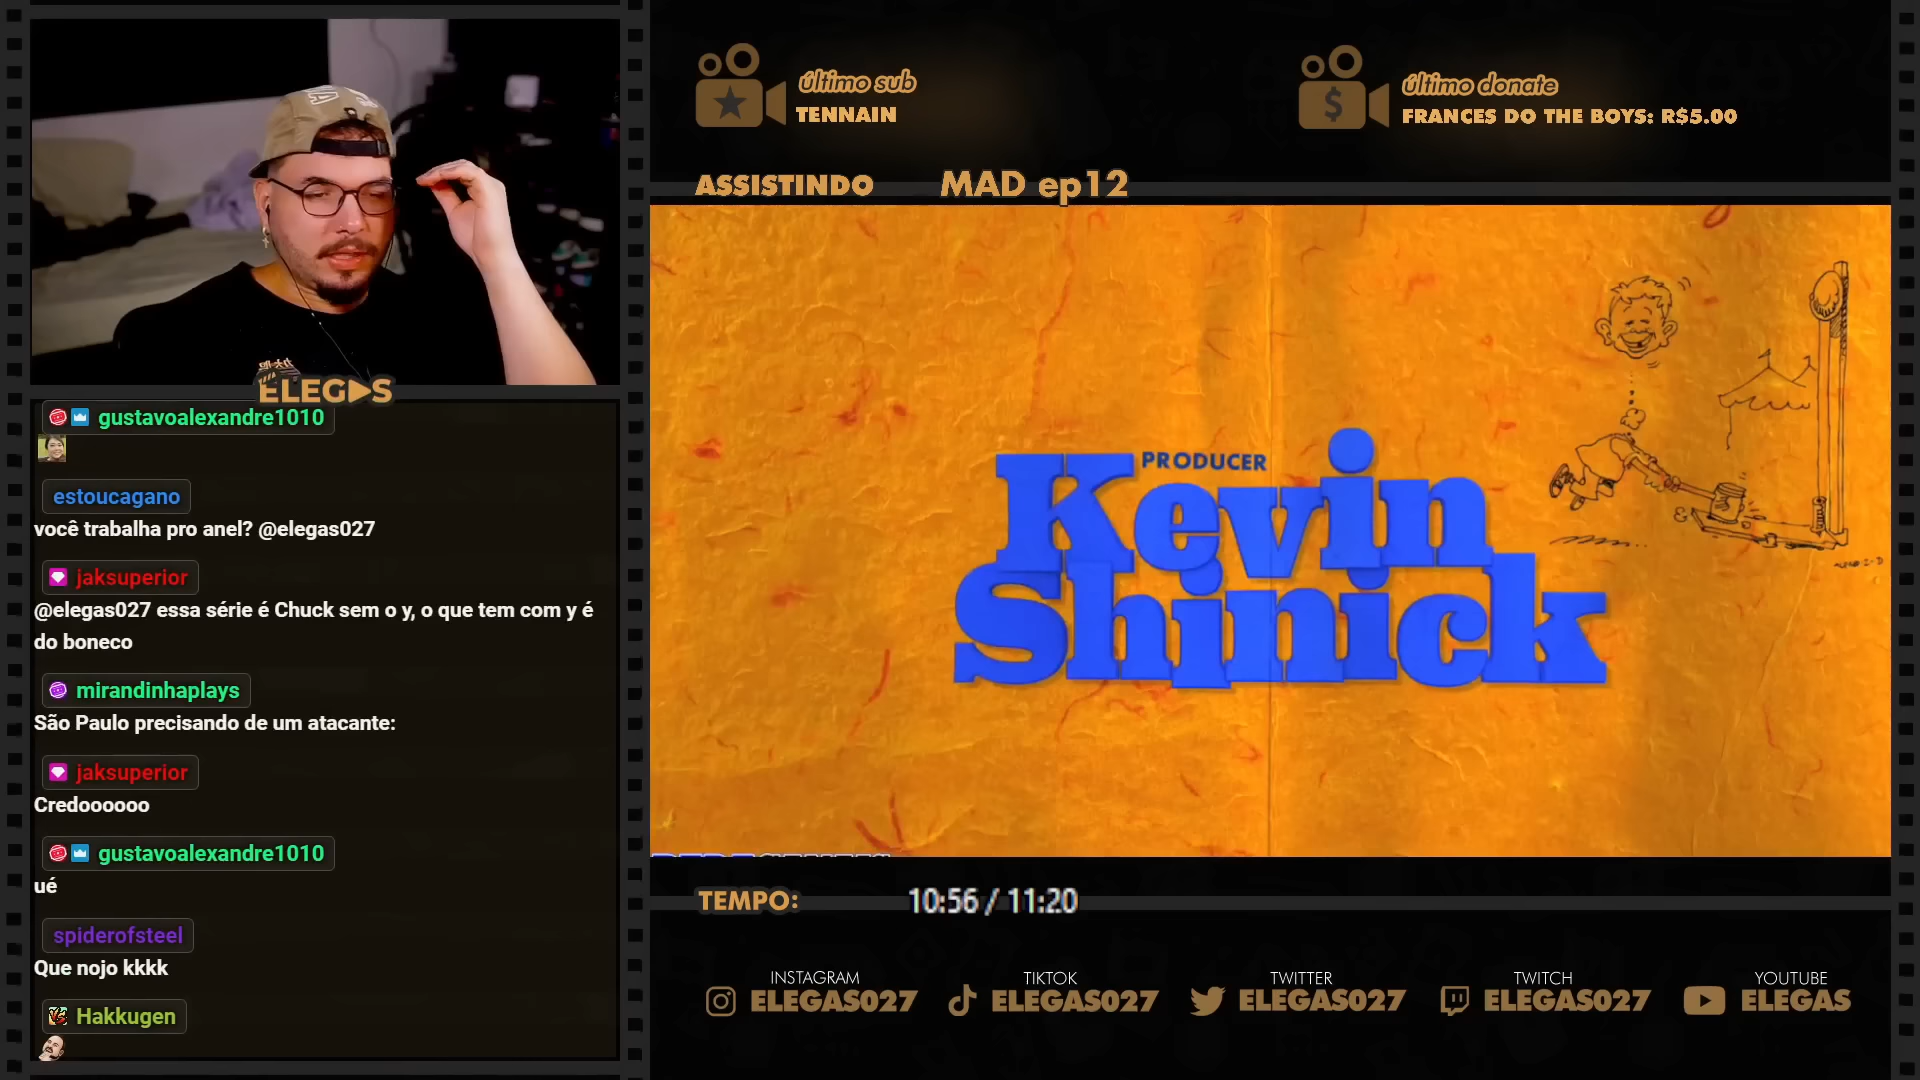 último sub
TENNAIN
último donate
FRANCES DO THE BOYS: R$5.00
ASSISTINDO
MAD ep12
ELEGAS
gustavoalexandre1010
estoucagano
você trabalha pro anel? @elegas027
jaksuperior
@elegas027 essa série é Chuck sem o y, o que tem com y é
do boneco
mirandinhaplays
São Paulo precisando de um atacante:
jaksuperior
Credoooooo
gustavoalexandre1010
ué
spiderofsteel
Que nojo kkkk
Hakkugen
PRODUCER
Kevin
Shinick
TEMPO:
10:56 / 11:20
INSTAGRAM
ELEGAS027
TIKTOK
ELEGAS027
TWITTER
ELEGAS027
TWITCH
ELEGAS027
YOUTUBE
ELEGAS